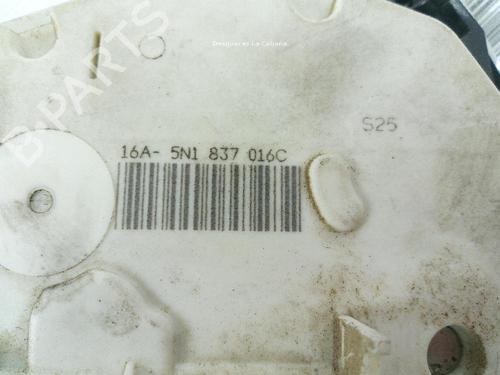 Desguaces La Cabaña
B-PARTS
S25
16A- 5N1 837 016C